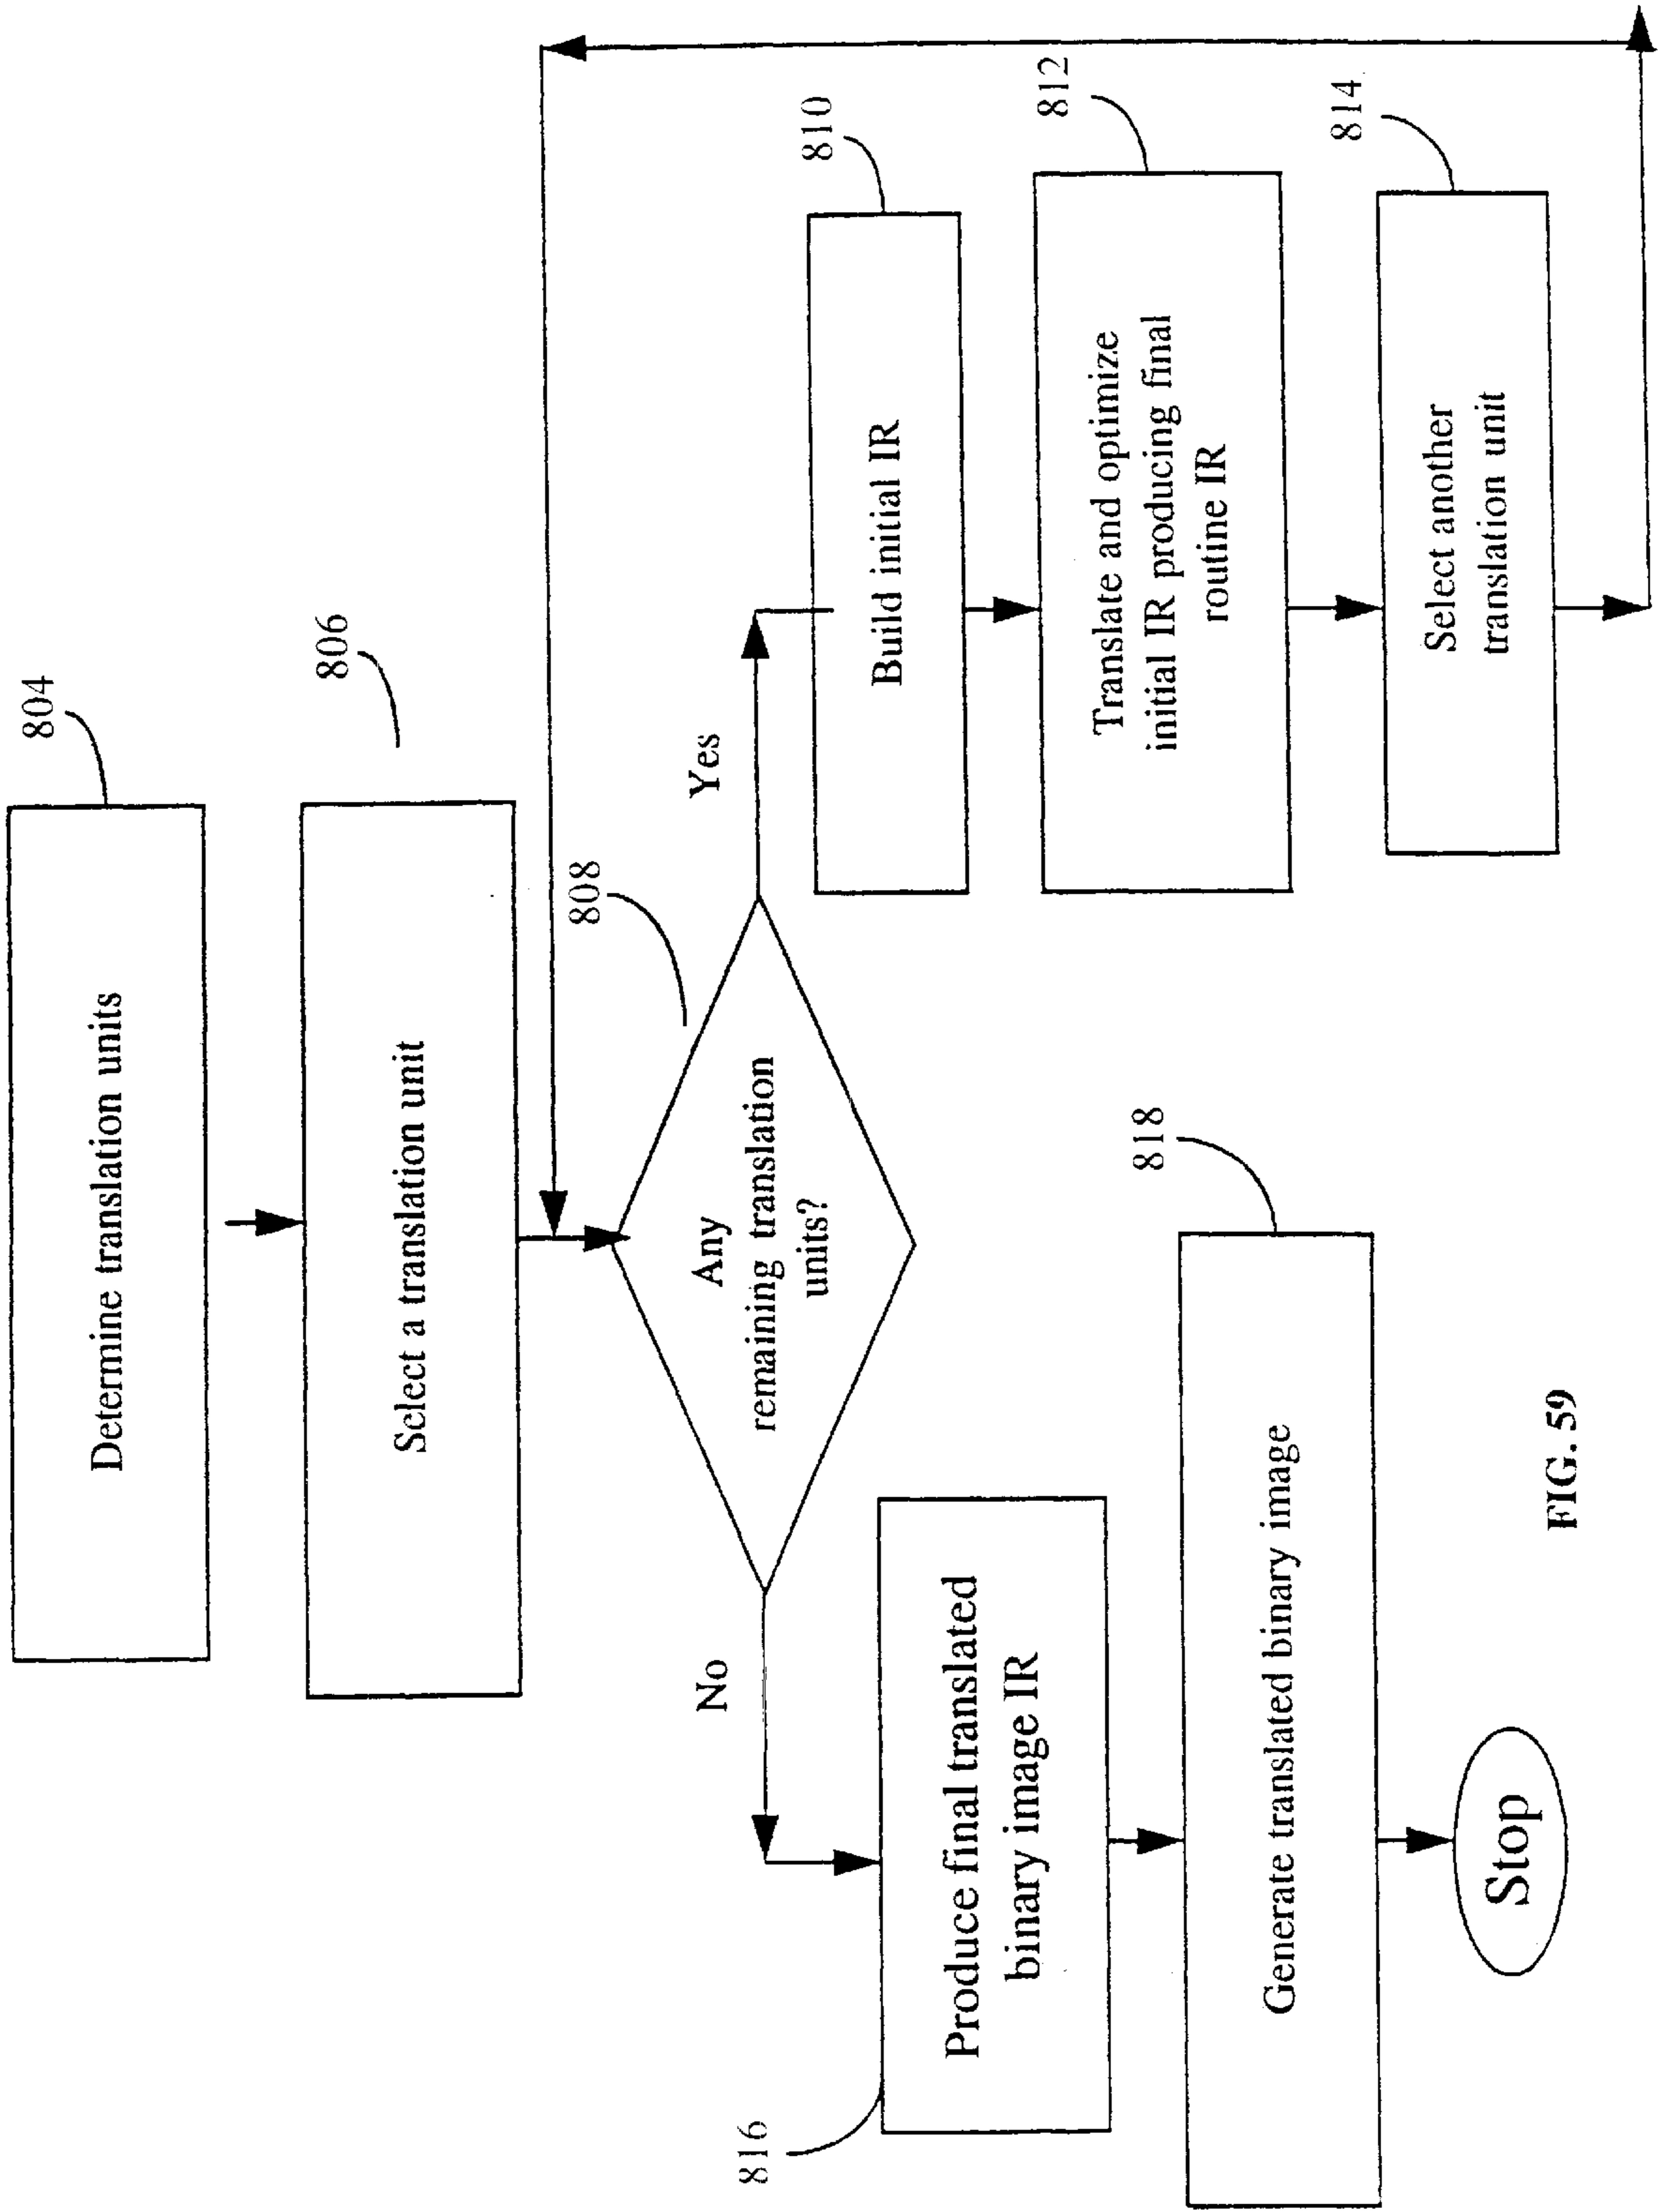 804
Determine translation units
806
Select a translation unit
808
Any
remaining translation
units?
Yes
No
810
Build initial IR
812
Translate and optimize
initial IR producing final
routine IR
814
Select another
translation unit
816
Produce final translated
binary image IR
818
Generate translated binary image
Stop
FIG. 59